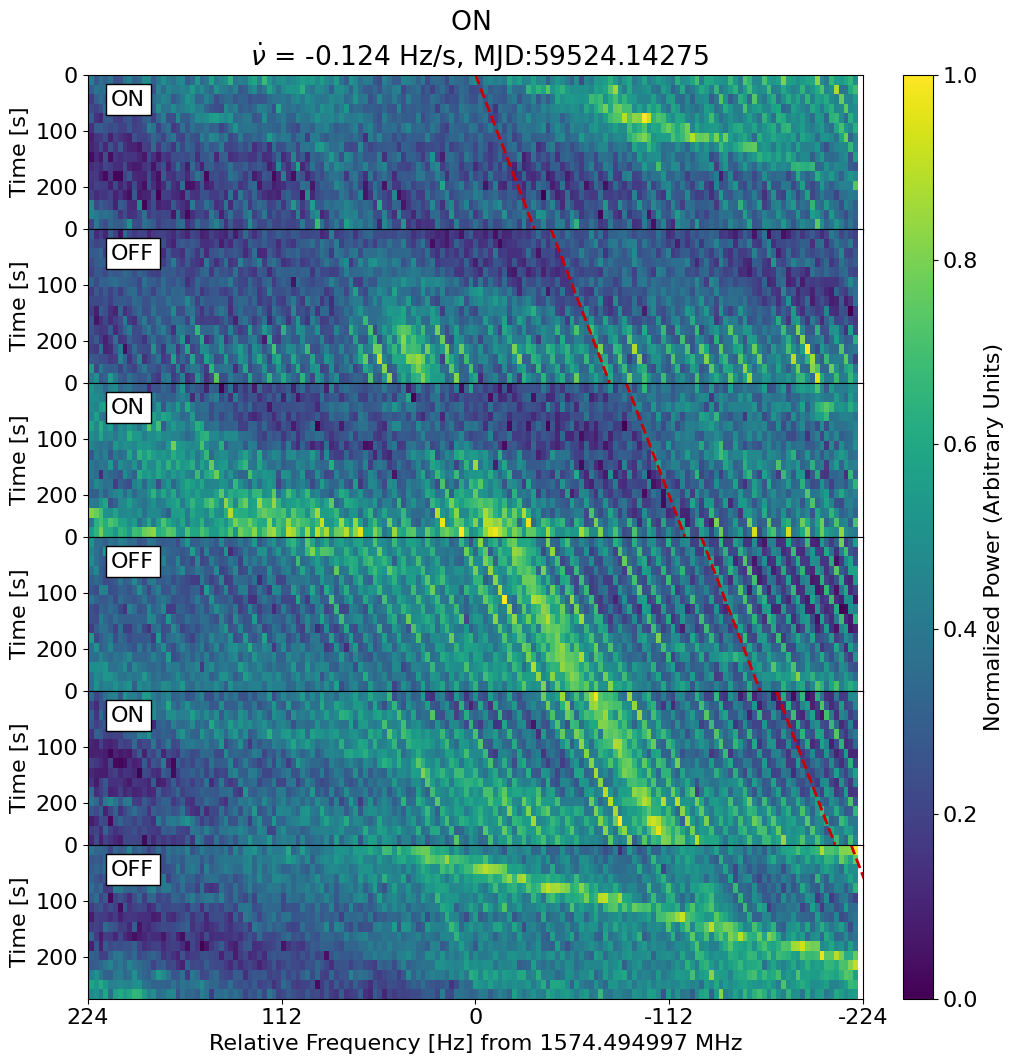 ON
ν̇ = -0.124 Hz/s, MJD:59524.14275
0
ON
100
200
Time [s]
0
OFF
100
200
Time [s]
0
ON
100
200
Time [s]
0
OFF
100
200
Time [s]
0
ON
100
200
Time [s]
0
OFF
100
200
Time [s]
224 112 0 -112 -224
Relative Frequency [Hz] from 1574.494997 MHz
1.0
0.8
0.6
0.4
0.2
0.0
Normalized Power (Arbitrary Units)